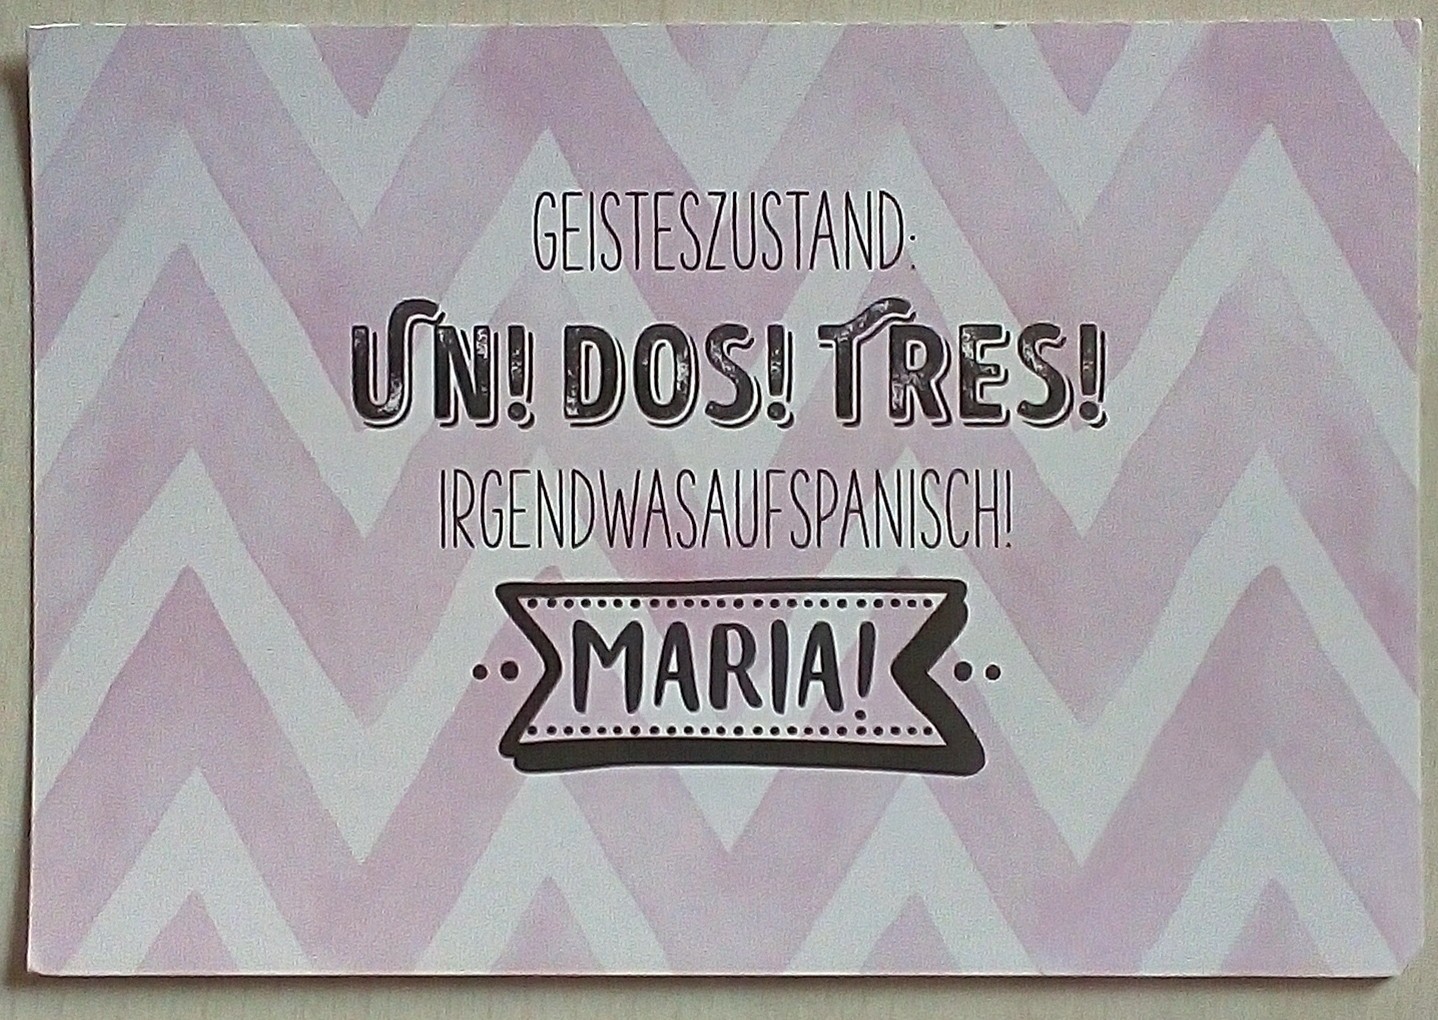 GEISTESZUSTAND:
UN! DOS! TRES!
IRGENDWASAUFSPANISCH!
MARIA!